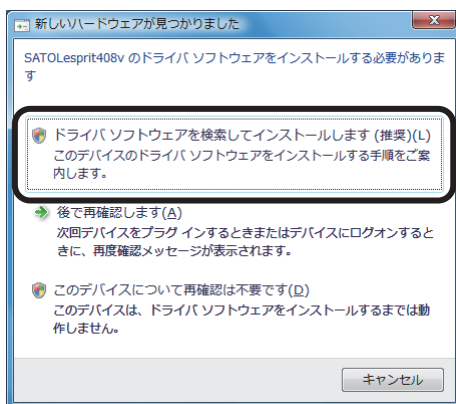 新しいハードウェアが見つかりました
SATOLesprit408v のドライバ ソフトウェアをインストールする必要がありま
す
ドライバ ソフトウェアを検索してインストールします (推奨)(L)
このデバイスのドライバ ソフトウェアをインストールする手順をご案
内します。
後で再確認します(A)
次回デバイスをプラグ インするときまたはデバイスにログオンすると
きに、再度確認メッセージが表示されます。
このデバイスについて再確認は不要です(D)
このデバイスは、ドライバ ソフトウェアをインストールするまでは動
作しません。
キャンセル